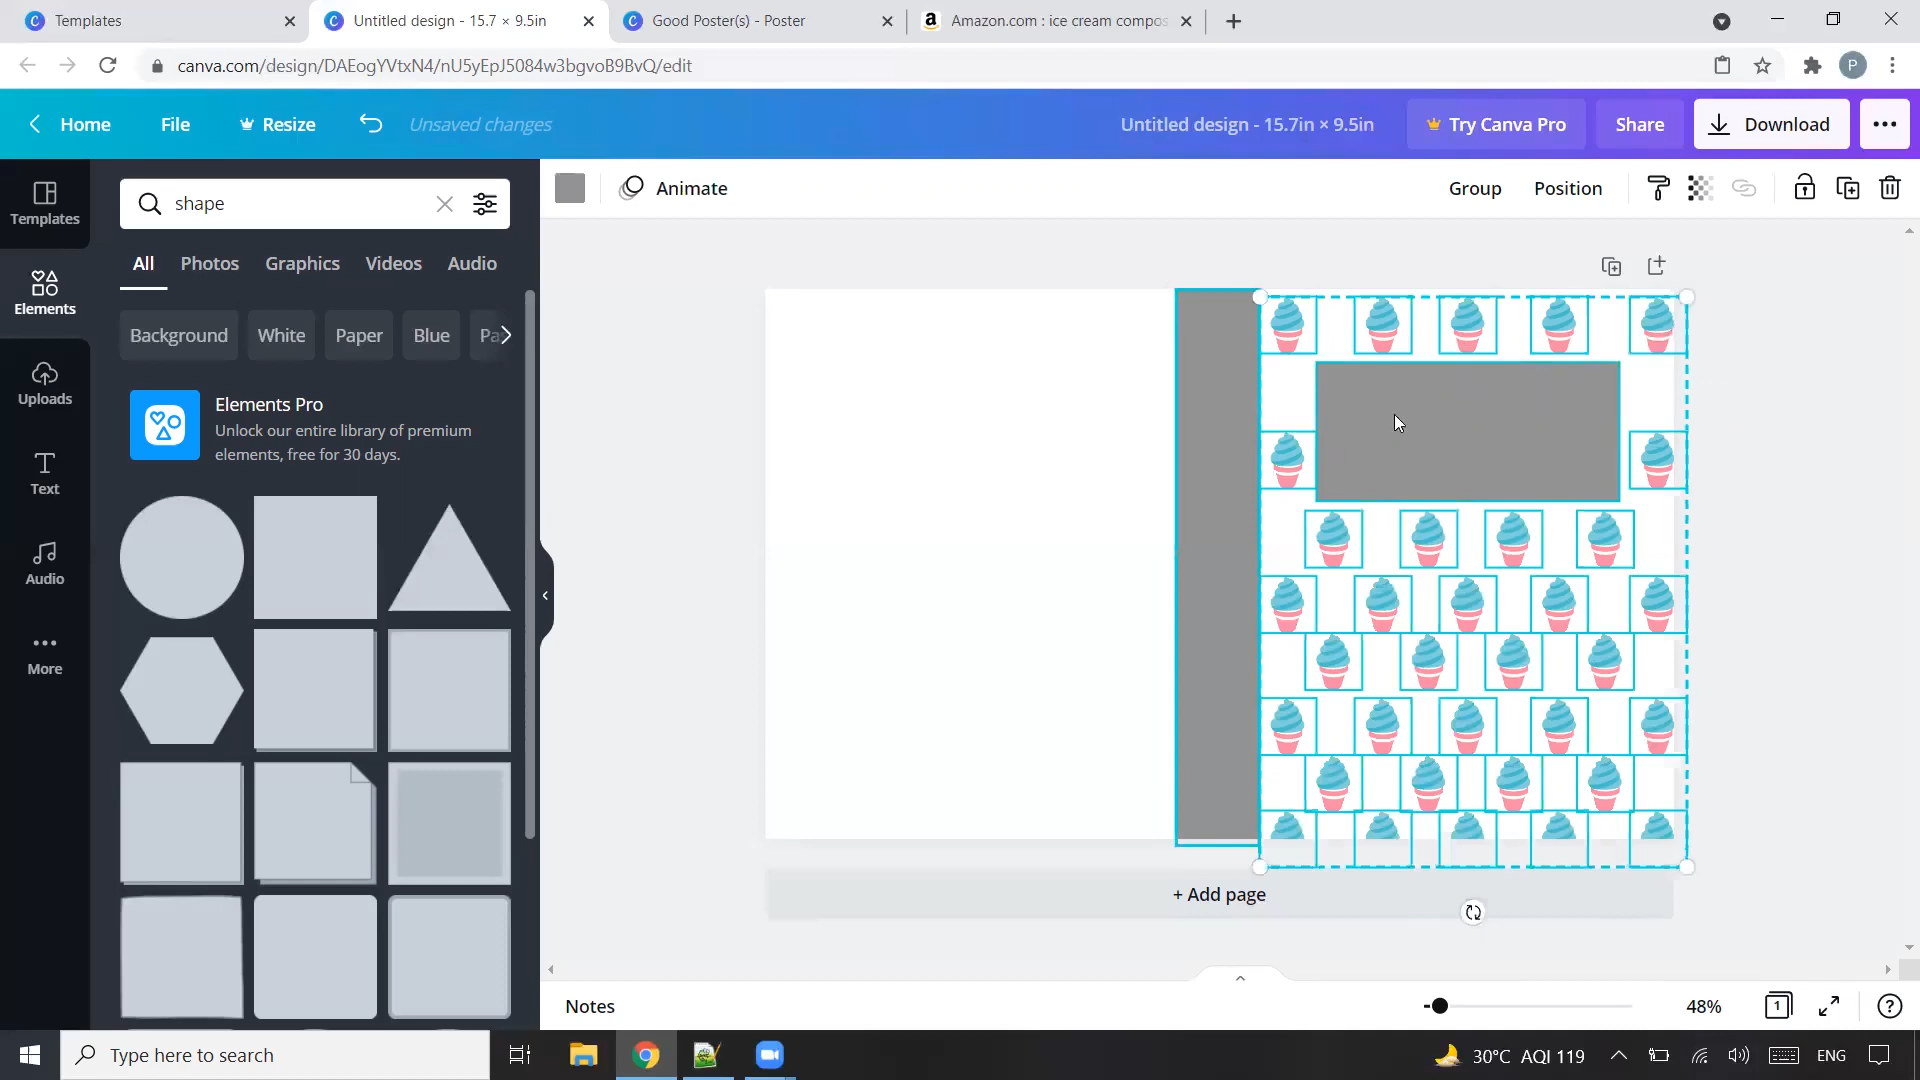 Templates
Untitled design - 15.7 × 9.5in
Good Poster(s) - Poster
Amazon.com : ice cream compos
canva.com/design/DAEogYVtxN4/nU5yEpJ5084w3bgvoB9BvQ/edit
P
Home
File
Resize
Unsaved changes
Untitled design - 15.7in × 9.5in
Try Canva Pro
Share
Download
Templates
Elements
Uploads
Text
Audio
More
shape
All
Photos
Graphics
Videos
Audio
Background
White
Paper
Blue
Pa
Elements Pro
Unlock our entire library of premium
elements, free for 30 days.
Animate
Group
Position
+ Add page
Notes
48%
1
Type here to search
30°C AQI 119
ENG